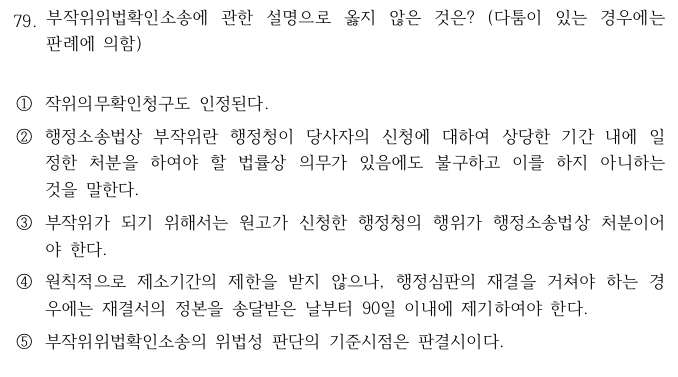 79. 부작위위법확인소송에 관한 설명으로 옳지 않은 것은? (다툼이 있는 경우에는
판례에 의함)
① 작위의무확인청구도 인정된다.
② 행정소송법상 부작위란 행정청이 당사자의 신청에 대하여 상당한 기간 내에 일
정한 처분을 하여야 할 법률상 의무가 있음에도 불구하고 이를 하지 아니하는
것을 말한다.
③ 부작위가 되기 위해서는 원고가 신청한 행정청의 행위가 행정소송법상 처분이어
야 한다.
④ 원칙적으로 제소기간의 제한을 받지 않으나, 행정심판의 재결을 거쳐야 하는 경
우에는 재결서의 정본을 송달받은 날부터 90일 이내에 제기하여야 한다.
⑤ 부작위위법확인소송의 위법성 판단의 기준시점은 판결시이다.